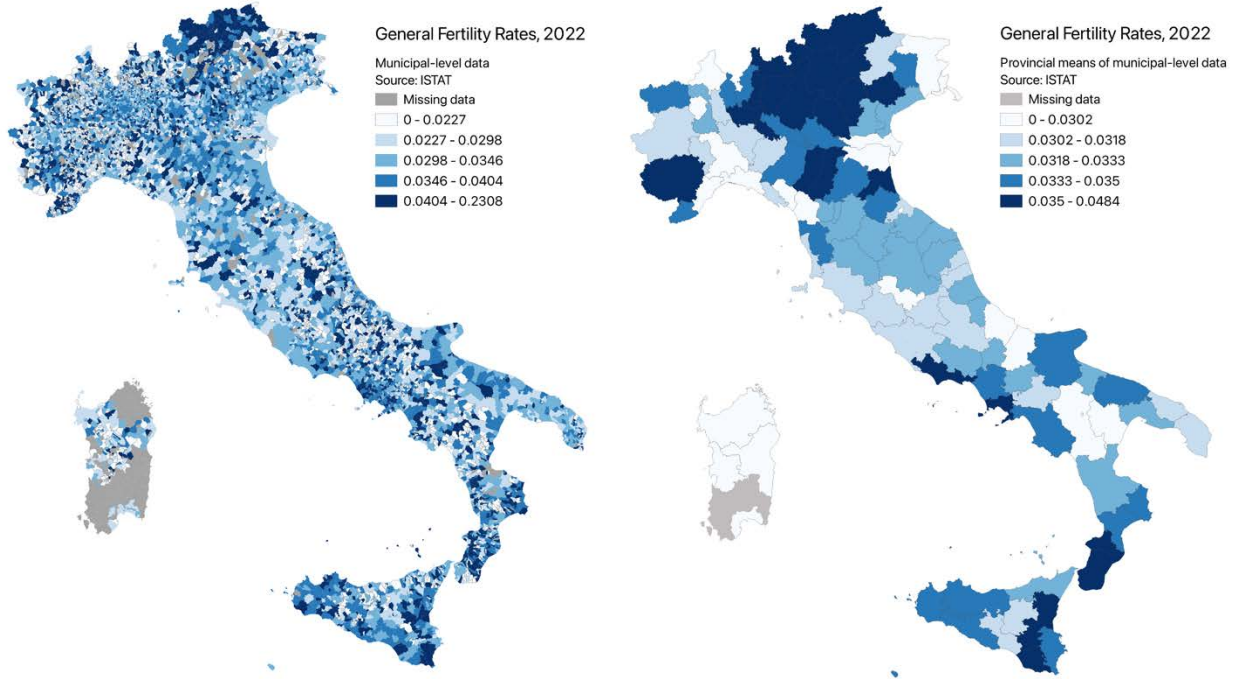 General Fertility Rates, 2022
Municipal-level data
Source: ISTAT
Missing data
0 - 0.0227
0.0227 - 0.0298
0.0298 - 0.0346
0.0346 - 0.0404
0.0404 - 0.2308
General Fertility Rates, 2022
Provincial means of municipal-level data
Source: ISTAT
Missing data
0 - 0.0302
0.0302 - 0.0318
0.0318 - 0.0333
0.0333 - 0.035
0.035 - 0.0484